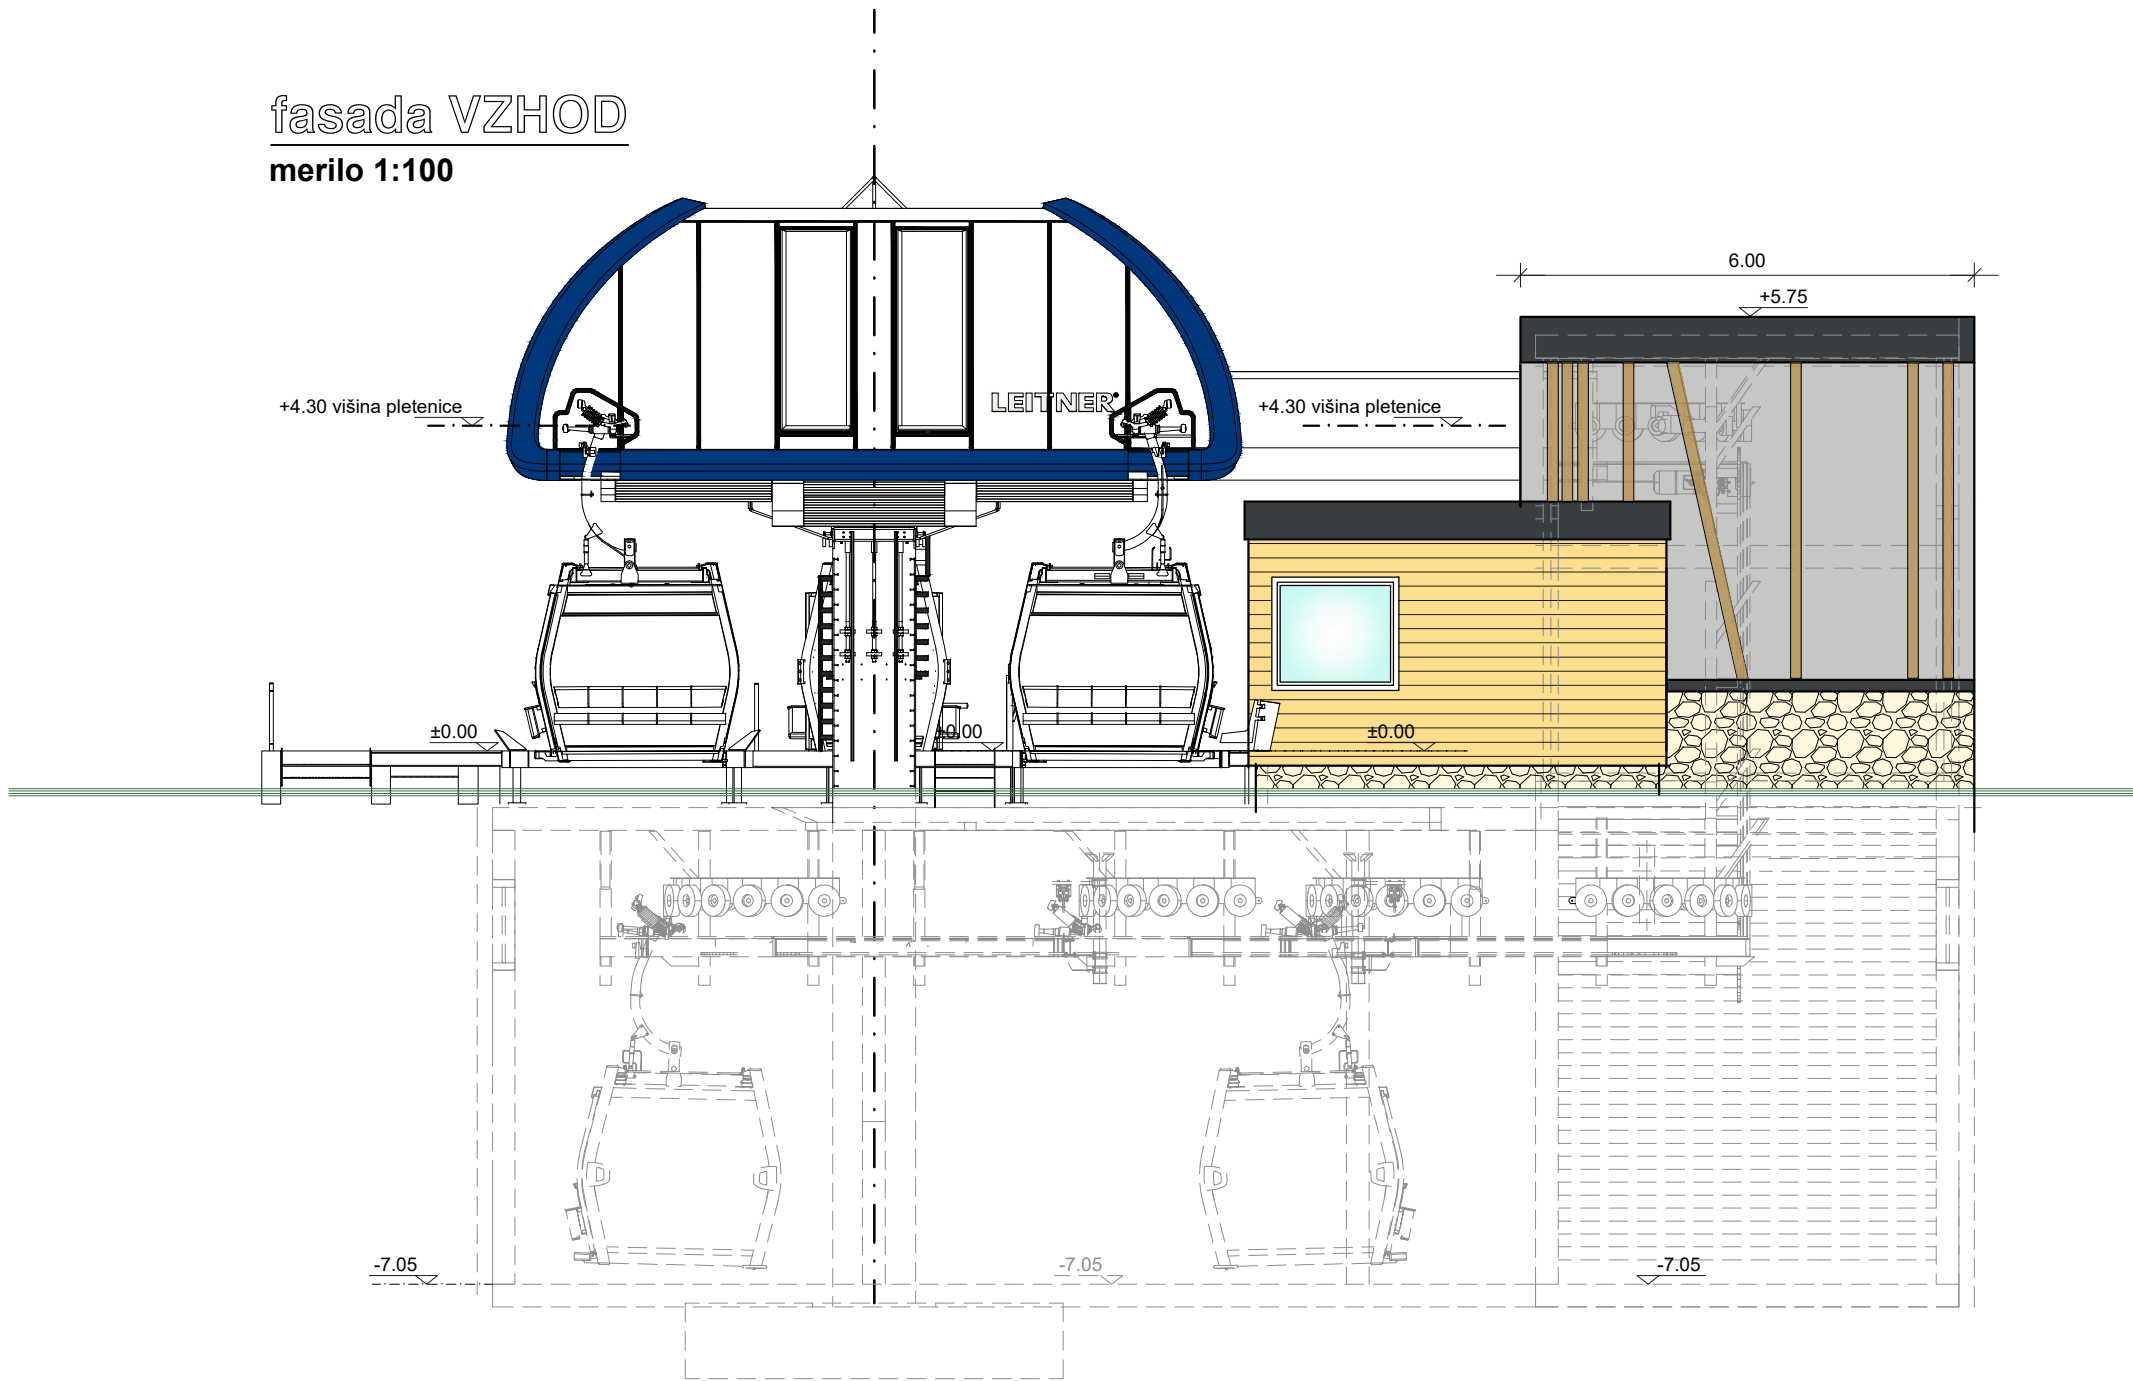 fasada VZHOD
merilo 1:100
6.00
+5.75
+4.30 višina pletenice
LEITNER®
+4.30 višina pletenice
±0.00
±0.00
±0.00
-7.05
-7.05
-7.05